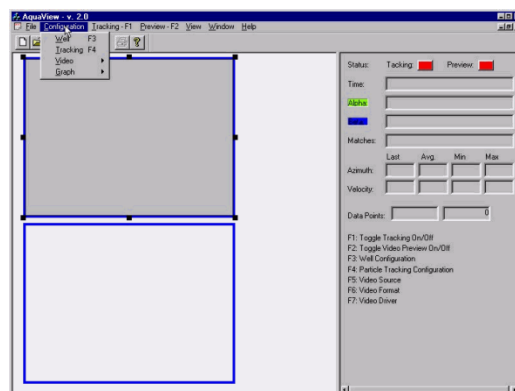 AquaView - v. 2.0
File Configuration Tracking - F1 Preview - F2 View Window Help
Well F3
Tracking F4
Video
Graph
Status: Tacking: Preview:
Time:
Alpha:
Matches:
Last Avg. Min Max
Azimuth:
Velocity:
Data Points: 0
F1: Toggle Tracking On/Off
F2: Toggle Video Preview On/Off
F3: Well Configuration
F4: Particle Tracking Configuration
F5: Video Source
F6: Video Format
F7: Video Driver